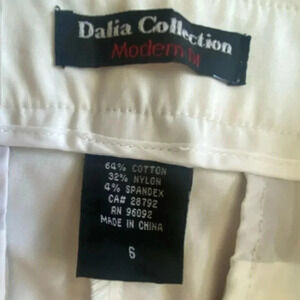 Dalia Collection
Modern fit
64% COTTON
32% NYLON
4% SPANDEX
CA# 28792
RN 96092
MADE IN CHINA
6